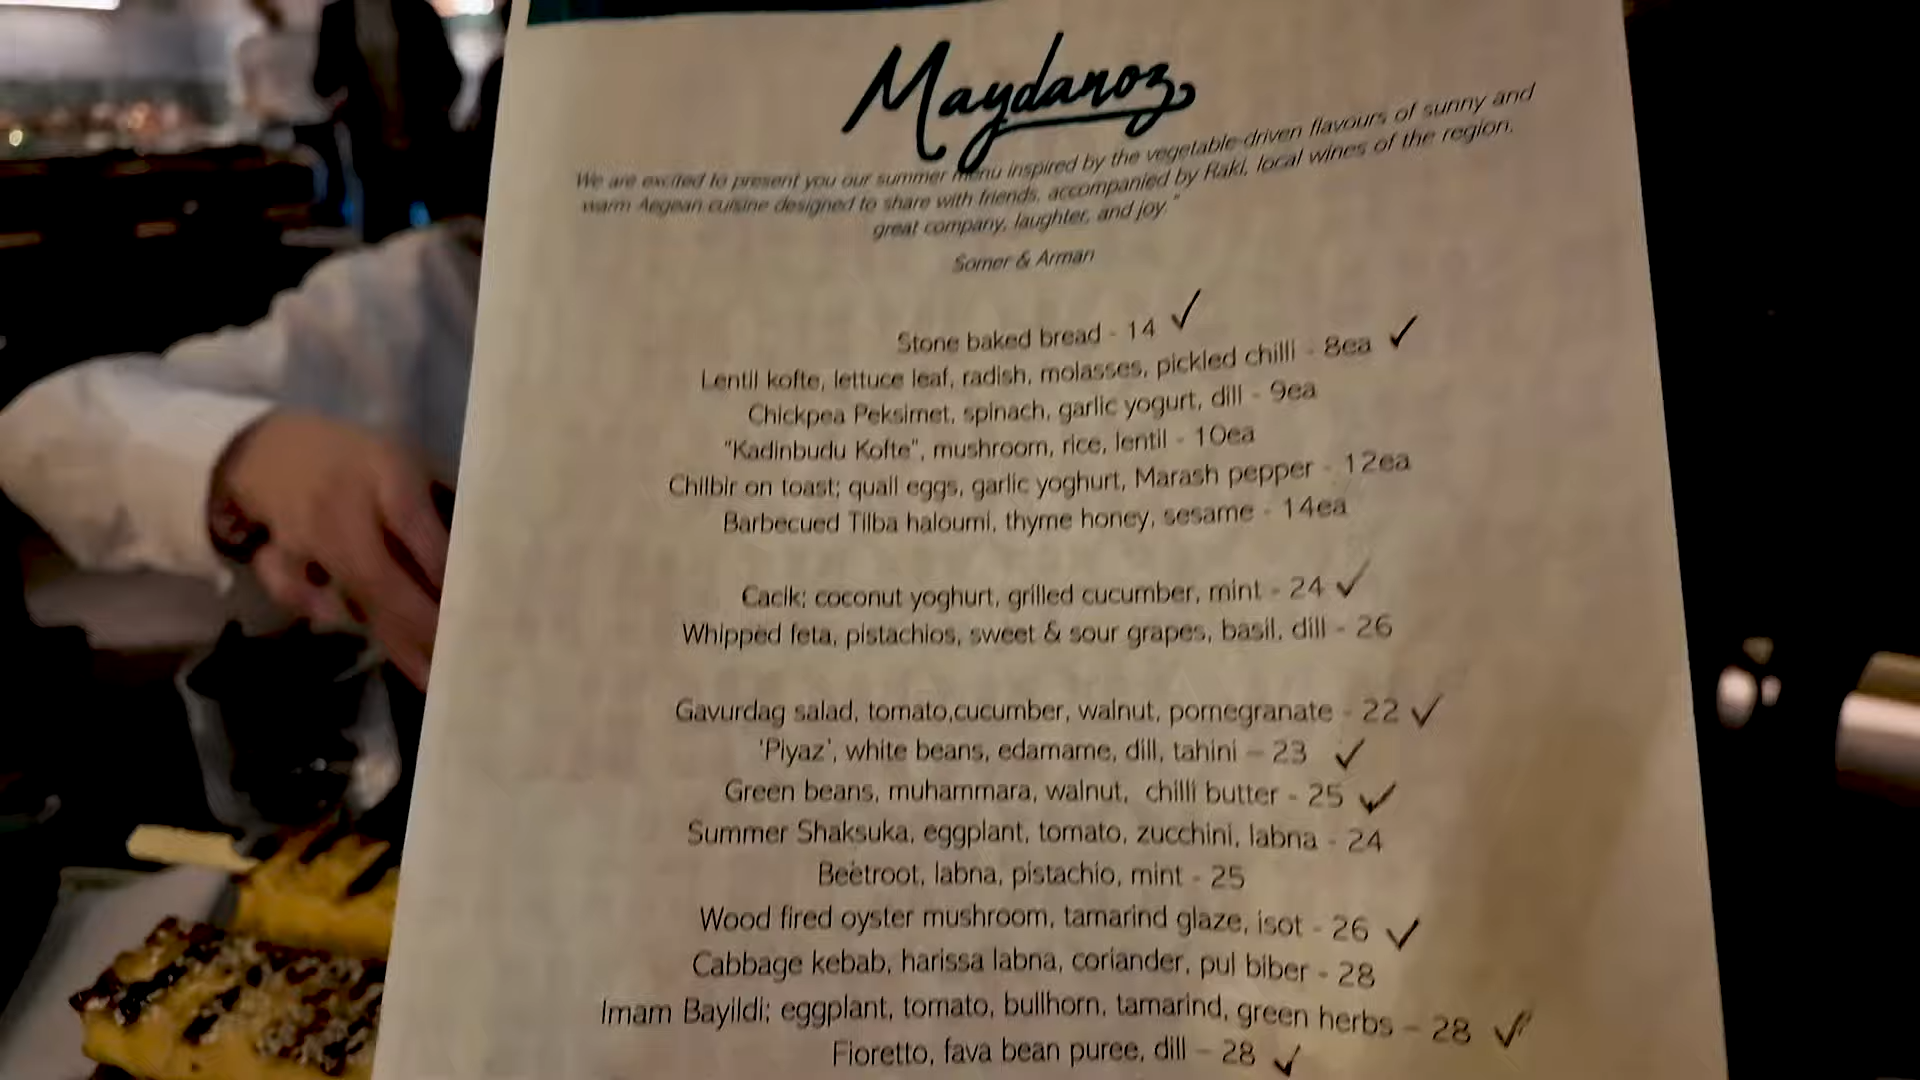 Maydanoz
We are excited to present you our summer menu inspired by the vegetable-driven flavours of sunny and
warm Aegean cuisine designed to share with friends, accompanied by Raki, local wines of the region,
great company, laughter, and joy."
Somer & Arman
Stone baked bread - 14 ✓
Lentil kofte, lettuce leaf, radish, molasses, pickled chilli - 8ea ✓
Chickpea Peksimet, spinach, garlic yogurt, dill - 9ea
"Kadinbudu Kofte", mushroom, rice, lentil - 10ea
Chilbir on toast; quail eggs, garlic yoghurt, Marash pepper - 12ea
Barbecued Tilba haloumi, thyme honey, sesame - 14ea
Cacik; coconut yoghurt, grilled cucumber, mint - 24 ✓
Whipped feta, pistachios, sweet & sour grapes, basil, dill - 26
Gavurdag salad, tomato,cucumber, walnut, pomegranate - 22 ✓
'Piyaz', white beans, edamame, dill, tahini – 23 ✓
Green beans, muhammara, walnut, chilli butter - 25 ✓
Summer Shaksuka, eggplant, tomato, zucchini, labna - 24
Beetroot, labna, pistachio, mint - 25
Wood fired oyster mushroom, tamarind glaze, isot - 26 ✓
Cabbage kebab, harissa labna, coriander, pul biber - 28
Imam Bayildi; eggplant, tomato, bullhorn, tamarind, green herbs – 28 ✓
Fioretto, fava bean puree, dill – 28 ✓